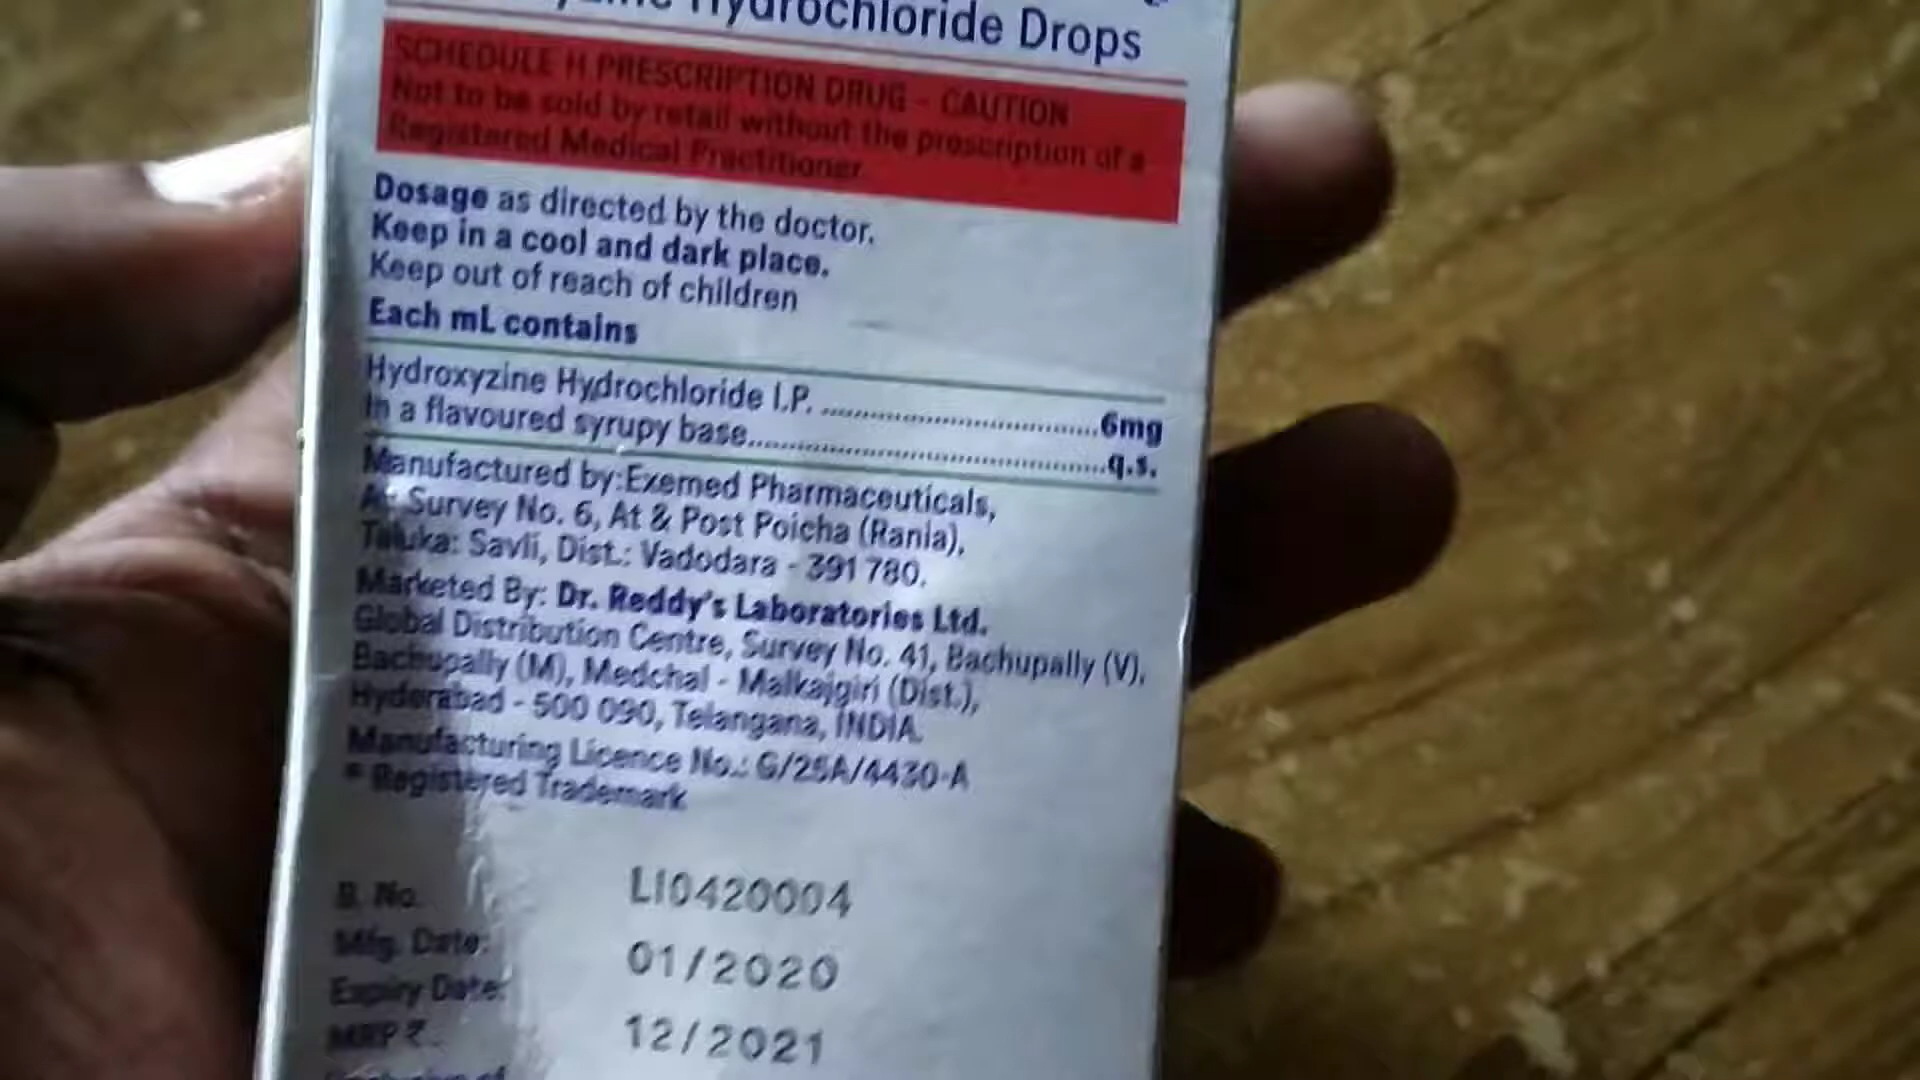 Hydrochloride Drops
SCHEDULE H PRESCRIPTION DRUG - CAUTION
Not to be sold by retail without the prescription of a
Registered Medical Practitioner.
Dosage as directed by the doctor.
Keep in a cool and dark place.
Keep out of reach of children
Each mL contains
Hydroxyzine Hydrochloride I.P. ........................................6mg
In a flavoured syrupy base...................................................q.s.
Manufactured by:Exemed Pharmaceuticals,
At: Survey No. 6, At & Post Poicha (Rania),
Taluka: Savli, Dist.: Vadodara - 391 780.
Marketed By: Dr. Reddy's Laboratories Ltd.
Global Distribution Centre, Survey No. 41, Bachupally (V),
Bachupally (M), Medchal - Malkajgiri (Dist.),
Hyderabad - 500 090, Telangana, INDIA.
Manufacturing Licence No.: G/25A/4430-A
* Registered Trademark
B. No. LI0420004
Mfg. Date: 01/2020
Expiry Date: 12/2021
MRP ₹